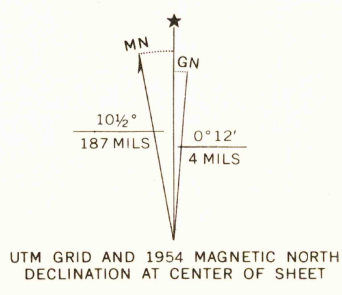 MN
GN
10½°
187 MILS
0°12'
4 MILS
UTM GRID AND 1954 MAGNETIC NORTH
DECLINATION AT CENTER OF SHEET